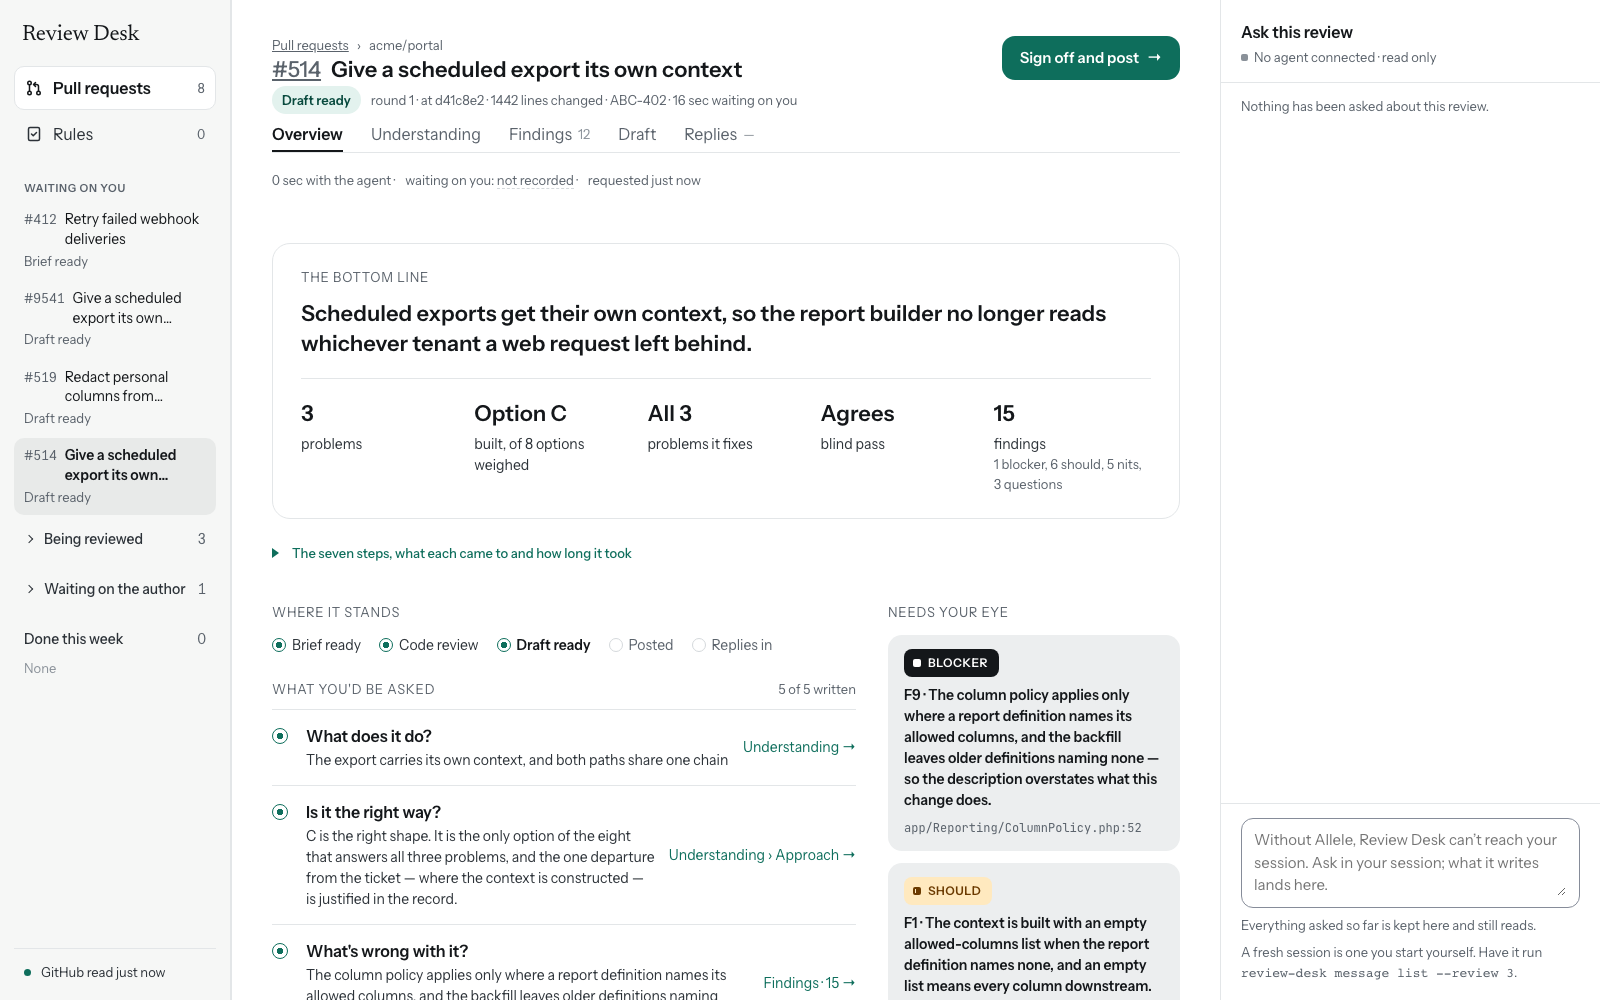 Review Desk
Pull requests 8
Rules 0
WAITING ON YOU
#412 Retry failed webhook
deliveries
Brief ready
#9541 Give a scheduled
export its own…
Draft ready
#519 Redact personal
columns from…
Draft ready
#514 Give a scheduled
export its own…
Draft ready
Being reviewed 3
Waiting on the author 1
Done this week 0
None
GitHub read just now
Pull requests › acme/portal
#514 Give a scheduled export its own context
Sign off and post →
Draft ready round 1 · at d41c8e2 · 1442 lines changed · ABC-402 · 16 sec waiting on you
Overview Understanding Findings 12 Draft Replies —
0 sec with the agent · waiting on you: not recorded · requested just now
THE BOTTOM LINE
Scheduled exports get their own context, so the report builder no longer reads
whichever tenant a web request left behind.
3
problems
Option C
built, of 8 options
weighed
All 3
problems it fixes
Agrees
blind pass
15
findings
1 blocker, 6 should, 5 nits,
3 questions
The seven steps, what each came to and how long it took
WHERE IT STANDS
Brief ready Code review Draft ready Posted Replies in
WHAT YOU'D BE ASKED 5 of 5 written
What does it do?
The export carries its own context, and both paths share one chain
Understanding →
Is it the right way?
C is the right shape. It is the only option of the eight
that answers all three problems, and the one departure
from the ticket — where the context is constructed —
is justified in the record.
Understanding › Approach →
What's wrong with it?
The column policy applies only where a report definition names its
allowed columns, and the backfill leaves older definitions naming
Findings · 15 →
NEEDS YOUR EYE
BLOCKER
F9 · The column policy applies only
where a report definition names its
allowed columns, and the backfill
leaves older definitions naming none —
so the description overstates what this
change does.
app/Reporting/ColumnPolicy.php:52
SHOULD
F1 · The context is built with an empty
allowed-columns list when the report
definition names none, and an empty
list means every column downstream.
Ask this review
No agent connected · read only
Nothing has been asked about this review.
Without Allele, Review Desk can't reach your
session. Ask in your session; what it writes
lands here.
Everything asked so far is kept here and still reads.
A fresh session is one you start yourself. Have it run
review-desk message list --review 3.